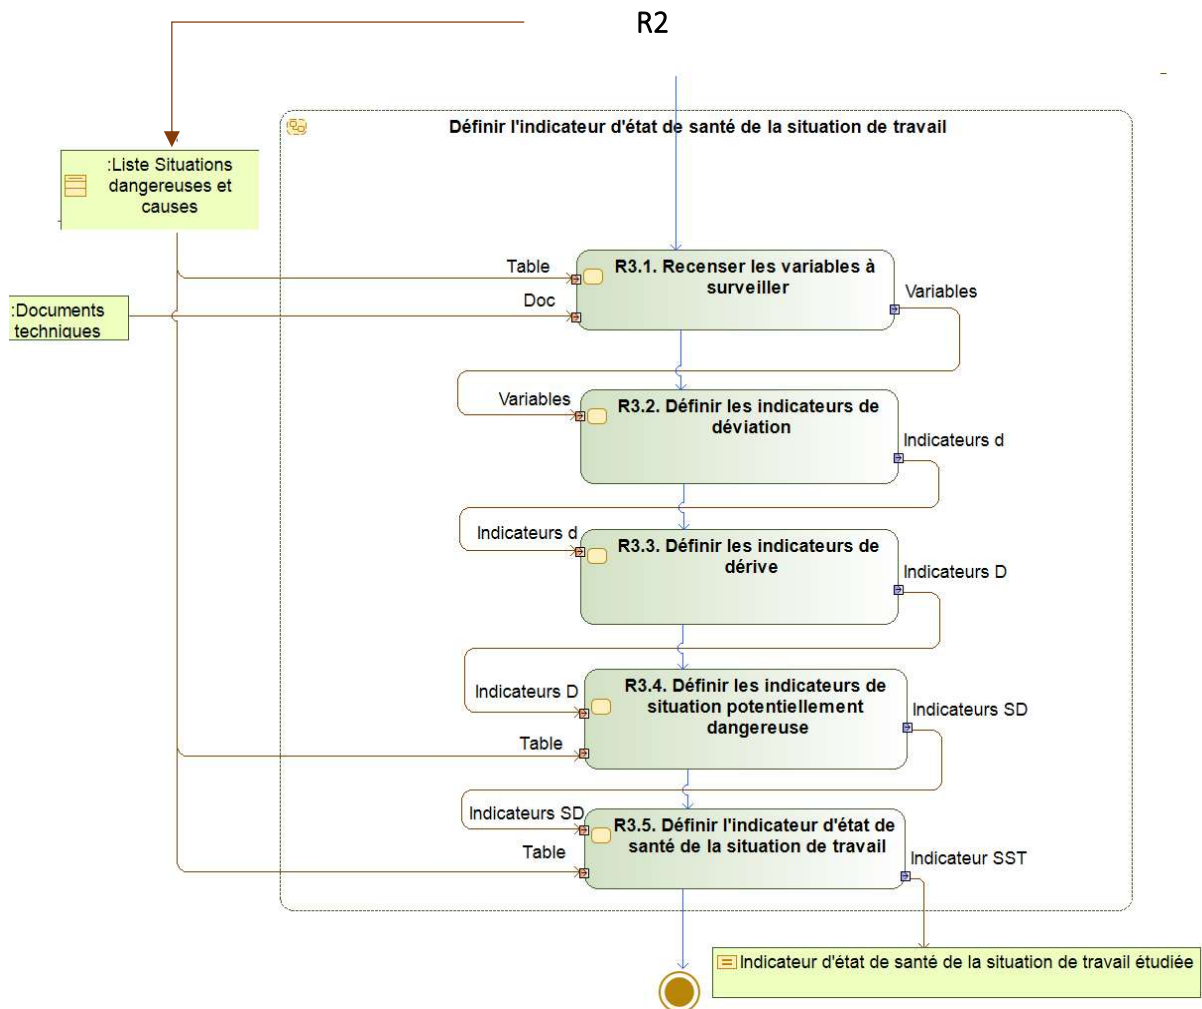 R2
Définir l'indicateur d'état de santé de la situation de travail
:Liste Situations
dangereuses et
causes
Table
R3.1. Recenser les variables à
surveiller
Variables
Doc
:Documents
techniques
Variables
R3.2. Définir les indicateurs de
déviation
Indicateurs d
Indicateurs d
R3.3. Définir les indicateurs de
dérive
Indicateurs D
Indicateurs D
R3.4. Définir les indicateurs de
situation potentiellement
dangereuse
Indicateurs SD
Table
Indicateurs SD
R3.5. Définir l'indicateur d'état de
santé de la situation de travail
Table
Indicateur SST
Indicateur d'état de santé de la situation de travail étudiée